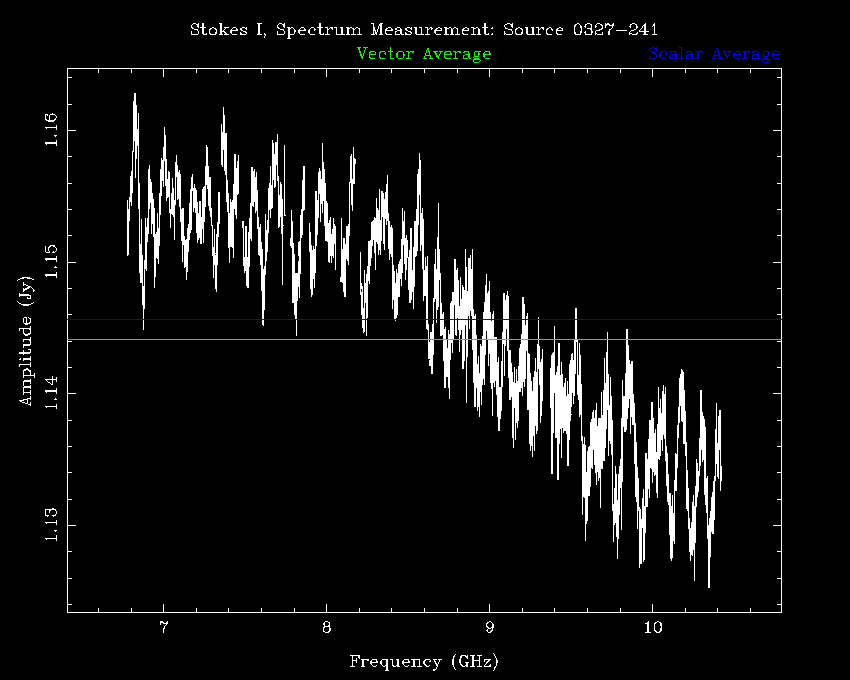 Stokes I, Spectrum Measurement: Source 0327-241
Vector Average Scalar Average
1.16
1.15
1.14
1.13
Amplitude (Jy)
7 8 9 10
Frequency (GHz)